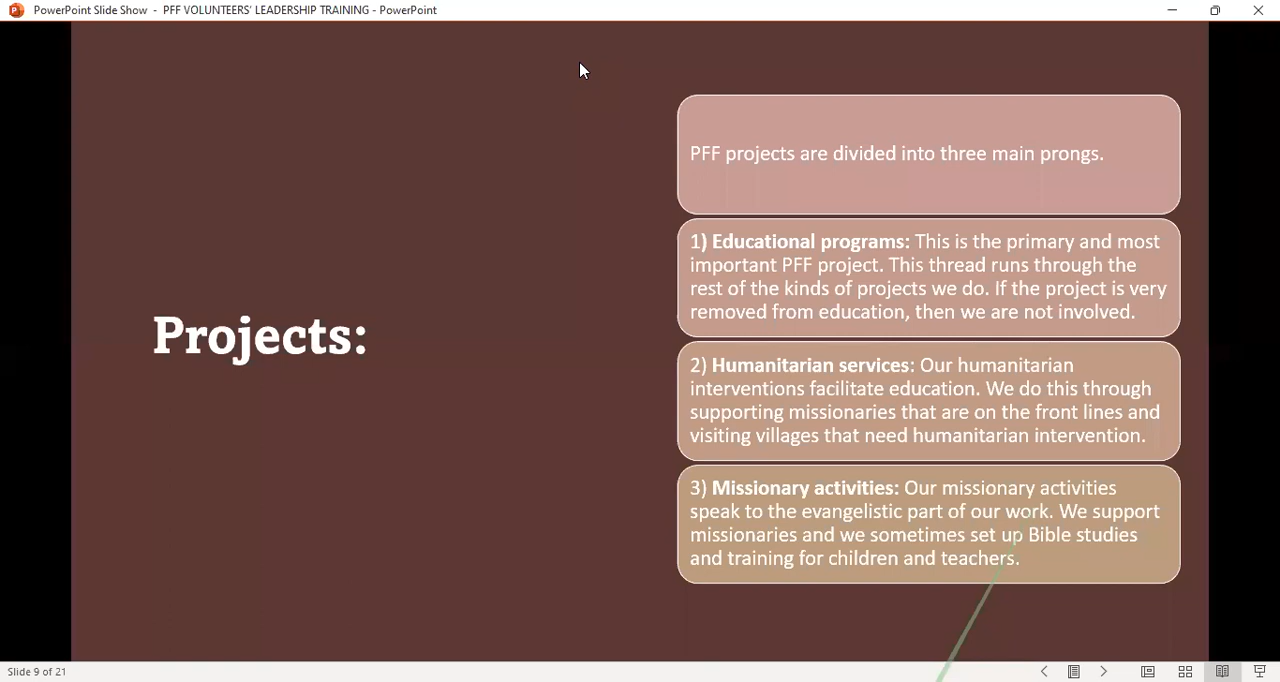 PowerPoint Slide Show - PFF VOLUNTEERS' LEADERSHIP TRAINING - PowerPoint
Projects:
PFF projects are divided into three main prongs.
1) Educational programs: This is the primary and most
important PFF project. This thread runs through the
rest of the kinds of projects we do. If the project is very
removed from education, then we are not involved.
2) Humanitarian services: Our humanitarian
interventions facilitate education. We do this through
supporting missionaries that are on the front lines and
visiting villages that need humanitarian intervention.
3) Missionary activities: Our missionary activities
speak to the evangelistic part of our work. We support
missionaries and we sometimes set up Bible studies
and training for children and teachers.
Slide 9 of 21